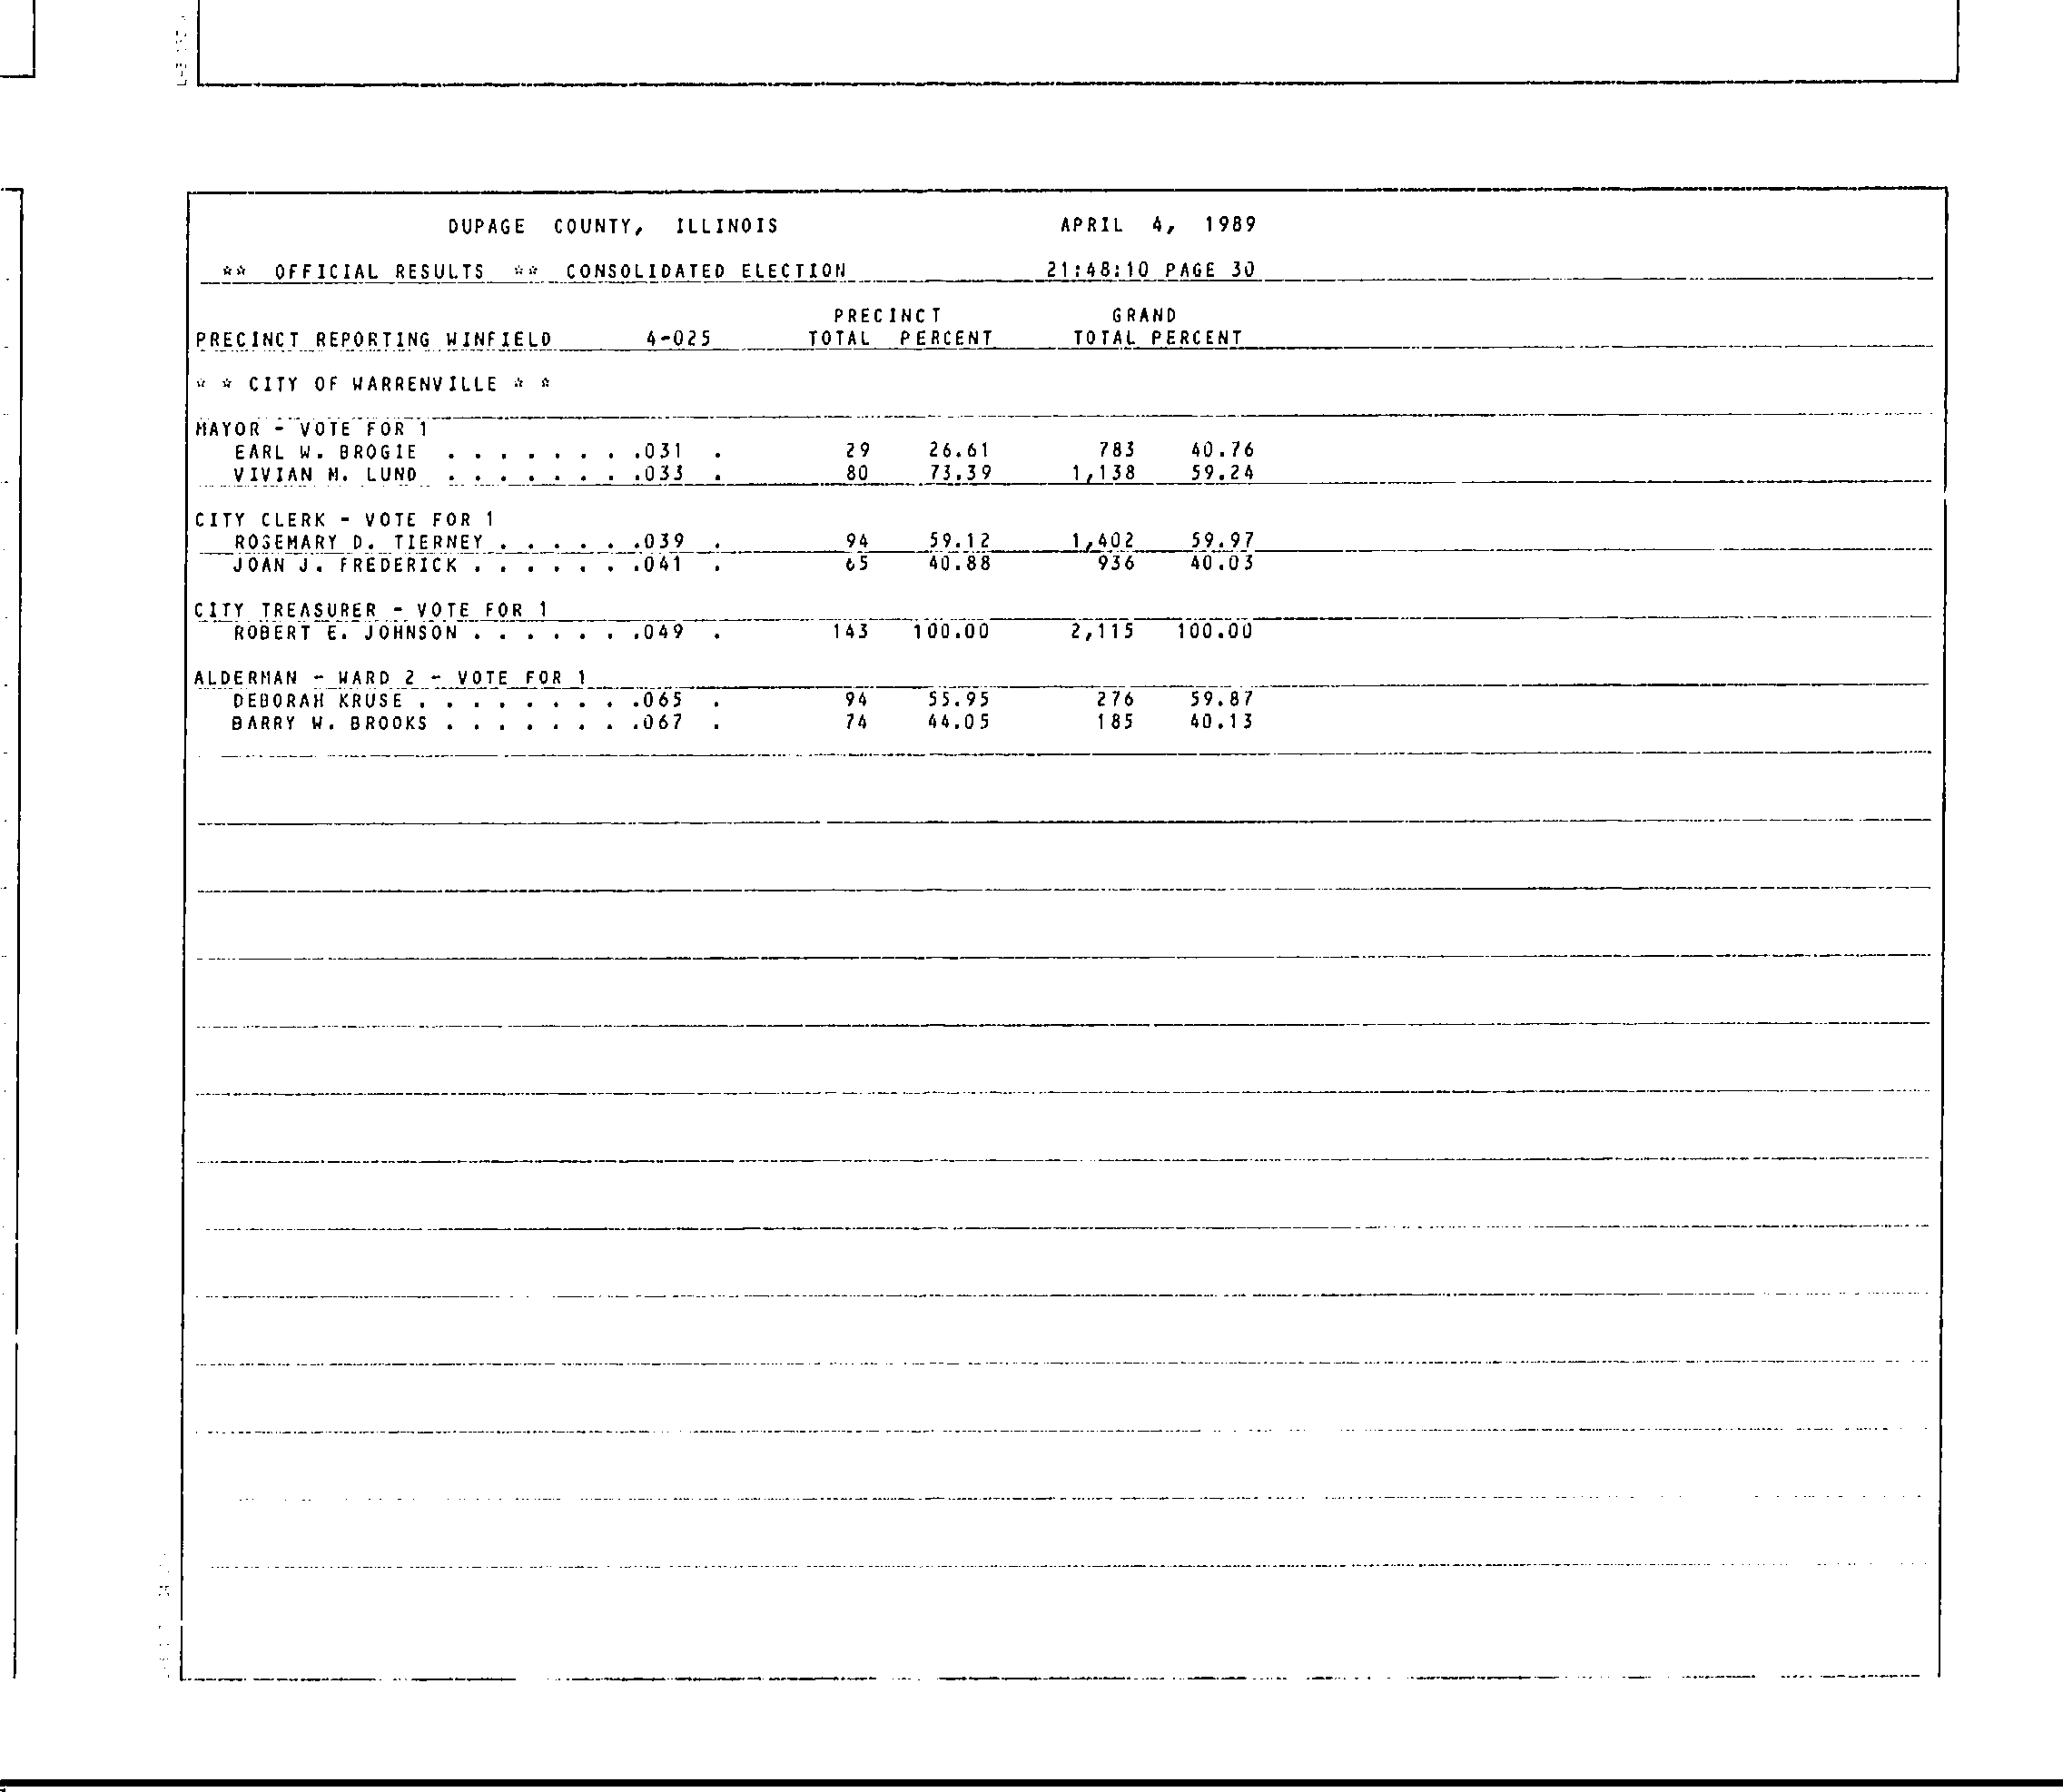 DUPAGE COUNTY, ILLINOIS APRIL 4, 1989
** OFFICIAL RESULTS ** CONSOLIDATED ELECTION 21:48:10 PAGE 30
PRECINCT GRAND
PRECINCT REPORTING WINFIELD 4-025 TOTAL PERCENT TOTAL PERCENT
* * CITY OF WARRENVILLE * *
MAYOR - VOTE FOR 1
EARL W. BROGIE . . . . . . . .031 . 29 26.61 783 40.76
VIVIAN M. LUND . . . . . . . .033 . 80 73.39 1,138 59.24
CITY CLERK - VOTE FOR 1
ROSEMARY D. TIERNEY . . . . . .039 . 94 59.12 1,402 59.97
JOAN J. FREDERICK . . . . . . .041 . 65 40.88 936 40.03
CITY TREASURER - VOTE FOR 1
ROBERT E. JOHNSON . . . . . . .049 . 143 100.00 2,115 100.00
ALDERMAN - WARD 2 - VOTE FOR 1
DEBORAH KRUSE . . . . . . . . .065 . 94 55.95 276 59.87
BARRY W. BROOKS . . . . . . . .067 . 74 44.05 185 40.13